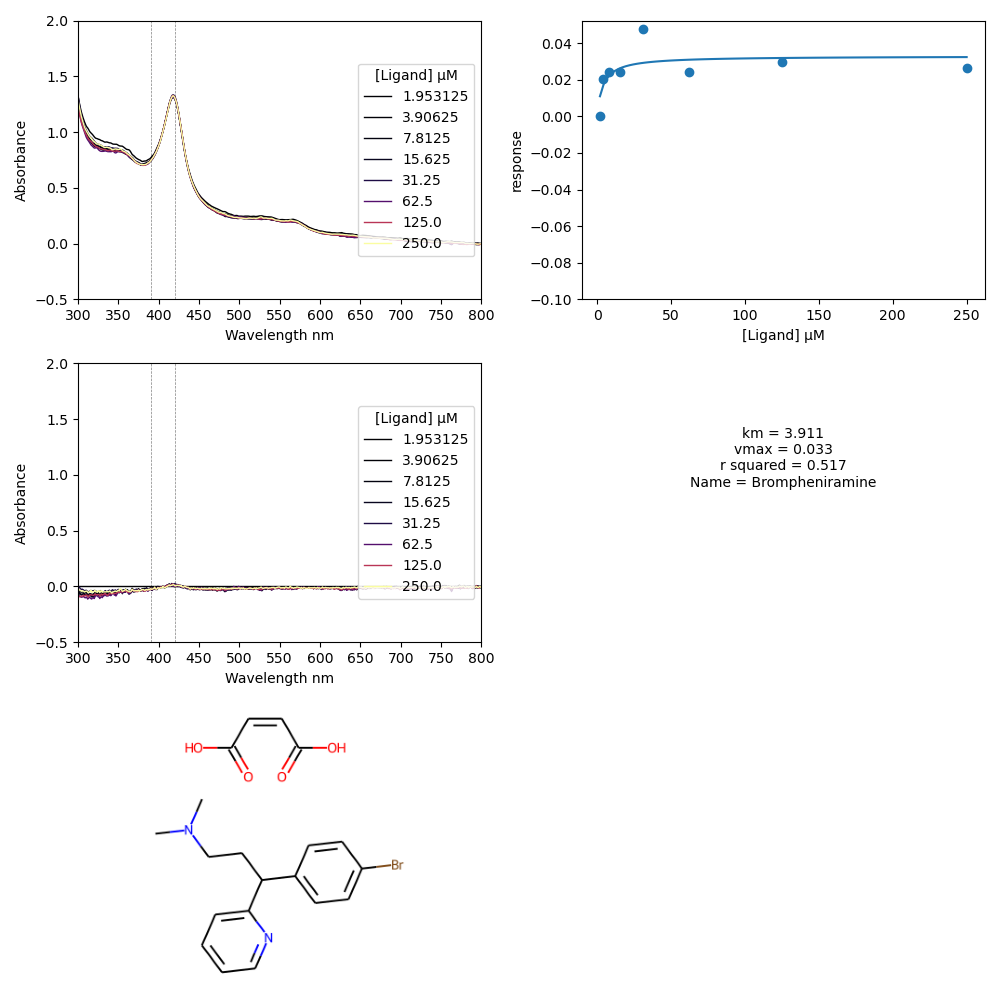 2.0
1.5
1.0
0.5
0.0
−0.5
Absorbance
300 350 400 450 500 550 600 650 700 750 800
Wavelength nm
[Ligand] µM
1.953125
3.90625
7.8125
15.625
31.25
62.5
125.0
250.0
0.04
0.02
0.00
−0.02
−0.04
−0.06
−0.08
−0.10
response
0 50 100 150 200 250
[Ligand] µM
2.0
1.5
1.0
0.5
0.0
−0.5
Absorbance
300 350 400 450 500 550 600 650 700 750 800
Wavelength nm
[Ligand] µM
1.953125
3.90625
7.8125
15.625
31.25
62.5
125.0
250.0
km = 3.911
vmax = 0.033
r squared = 0.517
Name = Brompheniramine
HO OH
O O
N
Br
N